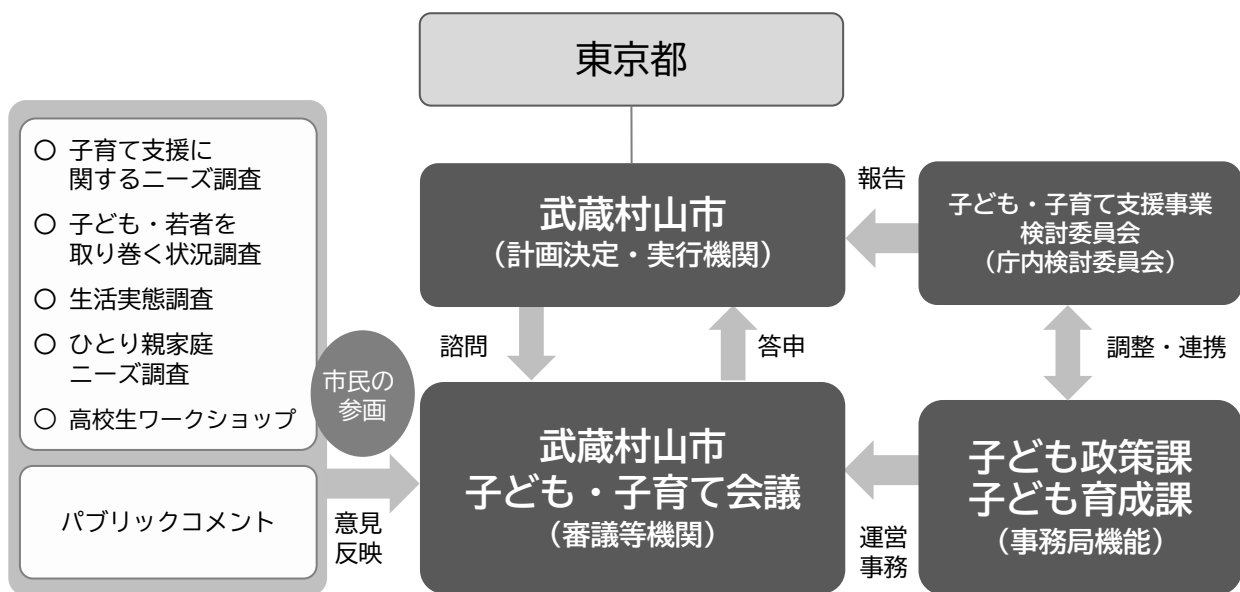 東京都
○ 子育て支援に
関するニーズ調査
○ 子ども・若者を
取り巻く状況調査
○ 生活実態調査
○ ひとり親家庭
ニーズ調査
○ 高校生ワークショップ
パブリックコメント
市民の
参画
意見
反映
武蔵村山市
（計画決定・実行機関）
諮問
答申
武蔵村山市
子ども・子育て会議
（審議等機関）
報告
子ども・子育て支援事業
検討委員会
（庁内検討委員会）
調整・連携
子ども政策課
子ども育成課
（事務局機能）
運営
事務